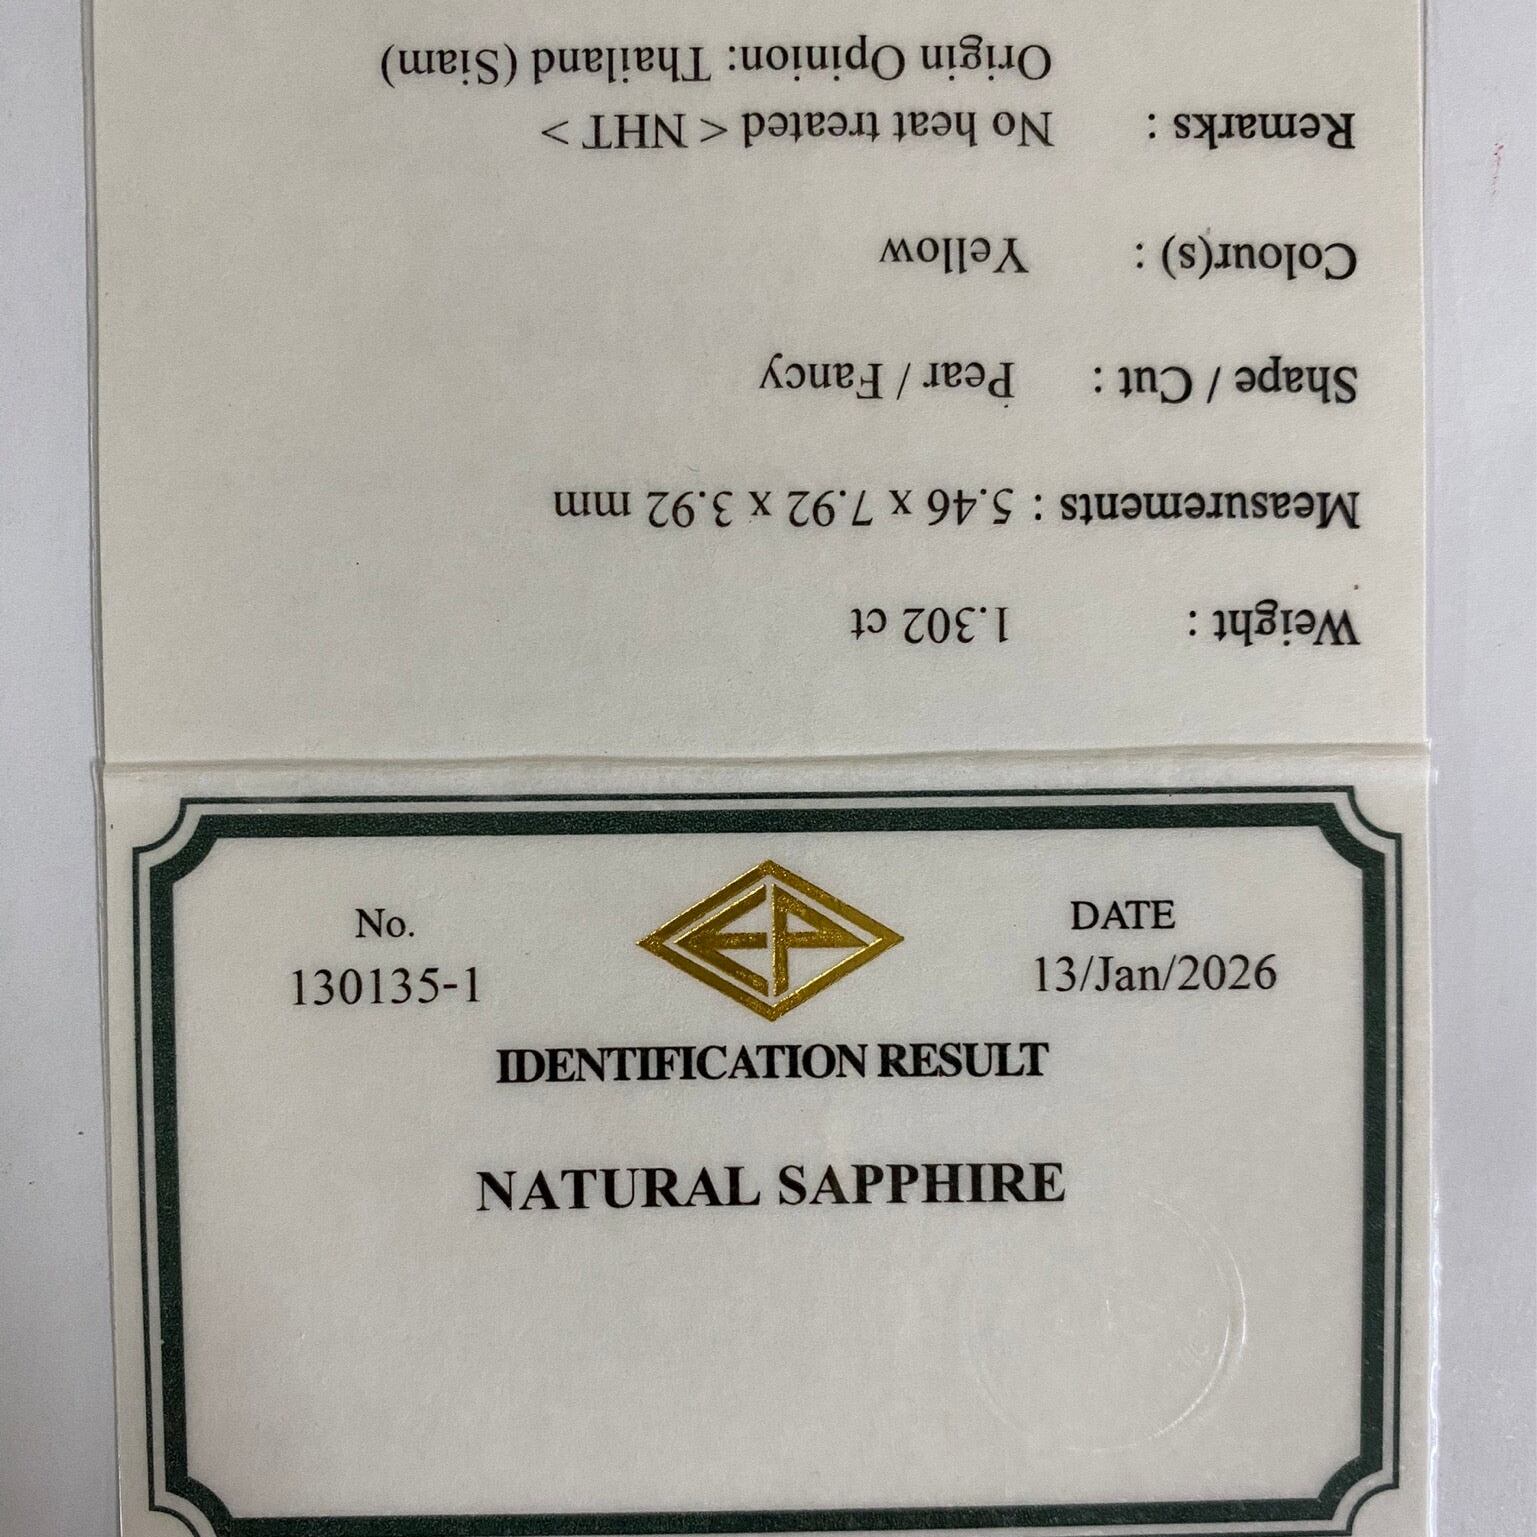 Weight : 1.302 ct
Measurements : 5.46 x 7.92 x 3.92 mm
Shape / Cut : Pear / Fancy
Colour(s) : Yellow
Remarks : No heat treated < NHT >
Origin Opinion: Thailand (Siam)
No.
130135-1
EP
DATE
13/Jan/2026
IDENTIFICATION RESULT
NATURAL SAPPHIRE